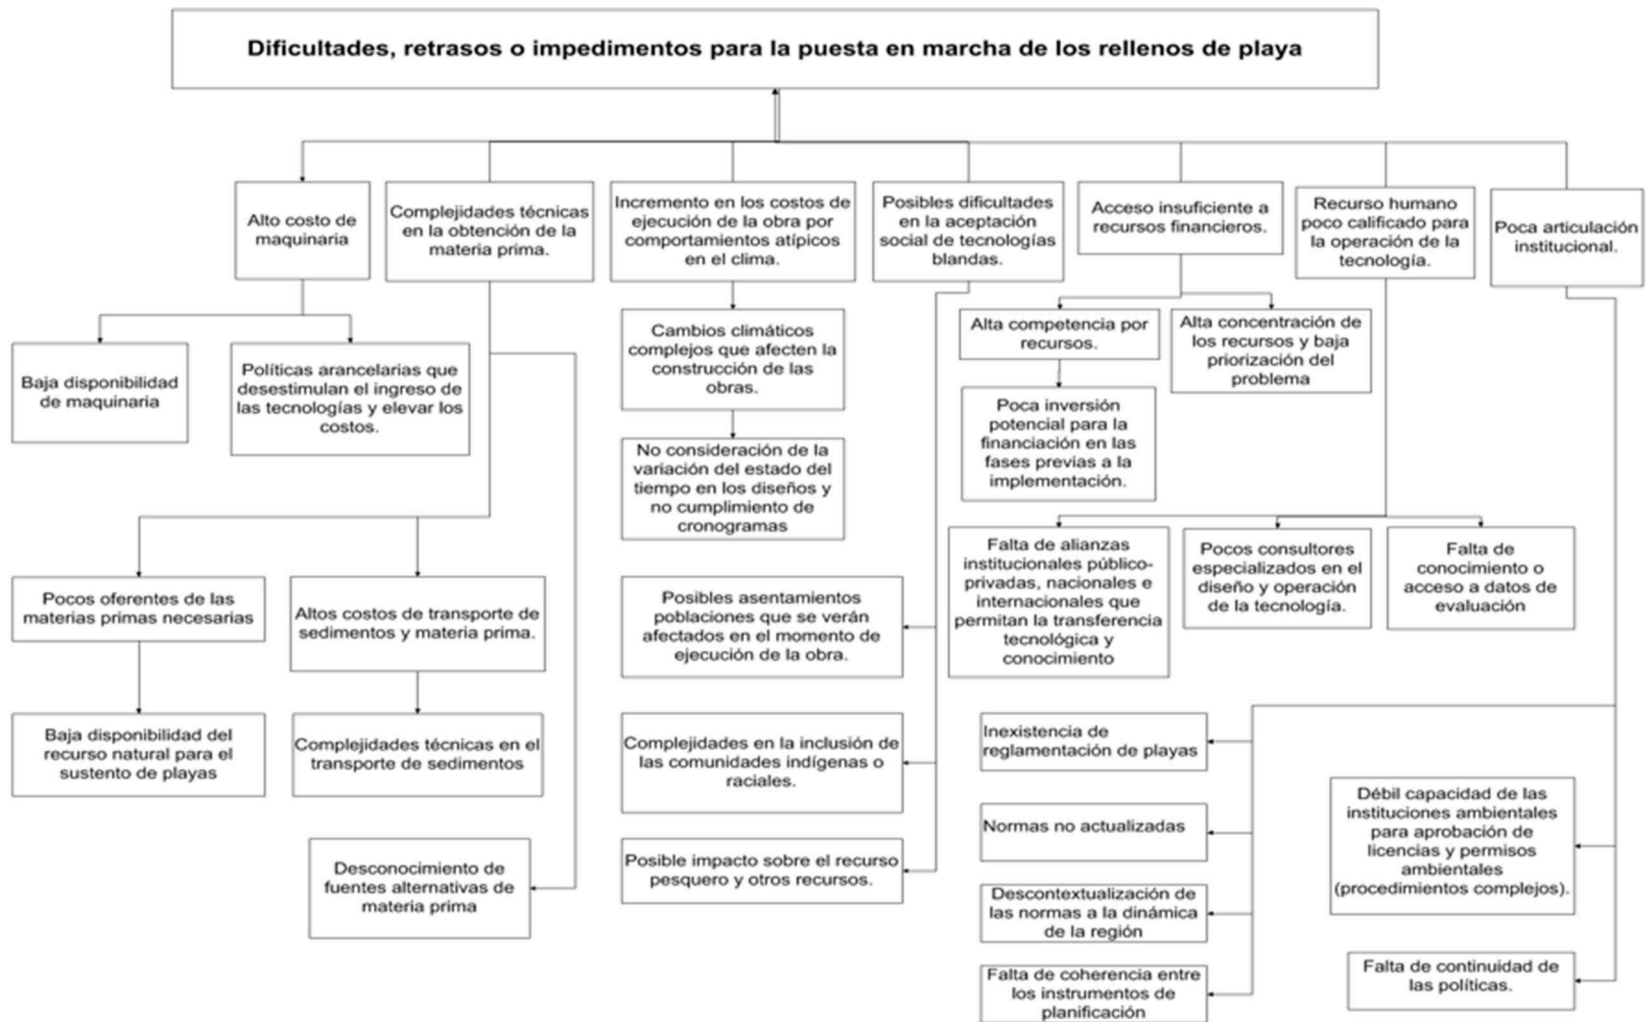 Dificultades, retrasos o impedimentos para la puesta en marcha de los rellenos de playa
Alto costo de
maquinaria
Complejidades técnicas
en la obtención de la
materia prima.
Incremento en los costos de
ejecución de la obra por
comportamientos atípicos
en el clima.
Posibles dificultades
en la aceptación
social de tecnologías
blandas.
Acceso insuficiente a
recursos financieros.
Recurso humano
poco calificado para
la operación de la
tecnología.
Poca articulación
institucional.
Baja disponibilidad
de maquinaria
Políticas arancelarias que
desestimulan el ingreso de
las tecnologías y elevar los
costos.
Cambios climáticos
complejos que afecten la
construcción de las
obras.
Alta competencia por
recursos.
Alta concentración de
los recursos y baja
priorización del
problema
Poca inversión
potencial para la
financiación en las
fases previas a la
implementación.
No consideración de la
variación del estado del
tiempo en los diseños y
no cumplimiento de
cronogramas
Falta de alianzas
institucionales público-
privadas, nacionales e
internacionales que
permitan la transferencia
tecnológica y
conocimiento
Pocos consultores
especializados en el
diseño y operación
de la tecnología.
Falta de
conocimiento o
acceso a datos de
evaluación
Pocos oferentes de las
materias primas necesarias
Altos costos de transporte de
sedimentos y materia prima.
Posibles asentamientos
poblaciones que se verán
afectados en el momento de
ejecución de la obra.
Baja disponibilidad del
recurso natural para el
sustento de playas
Complejidades técnicas en el
transporte de sedimentos
Complejidades en la inclusión de
las comunidades indígenas o
raciales.
Inexistencia de
reglamentación de playas
Normas no actualizadas
Débil capacidad de las
instituciones ambientales
para aprobación de
licencias y permisos
ambientales
(procedimientos complejos).
Desconocimiento de
fuentes alternativas de
materia prima
Posible impacto sobre el recurso
pesquero y otros recursos.
Descontextualización de
las normas a la dinámica
de la región
Falta de coherencia entre
los instrumentos de
planificación
Falta de continuidad de
las políticas.